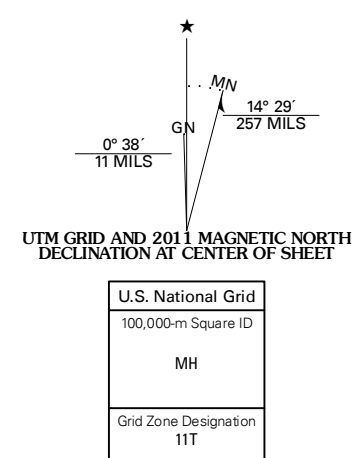 ★
MN
GN
14° 29´
257 MILS
0° 38´
11 MILS
UTM GRID AND 2011 MAGNETIC NORTH
DECLINATION AT CENTER OF SHEET
U.S. National Grid
100,000-m Square ID
MH
Grid Zone Designation
11T